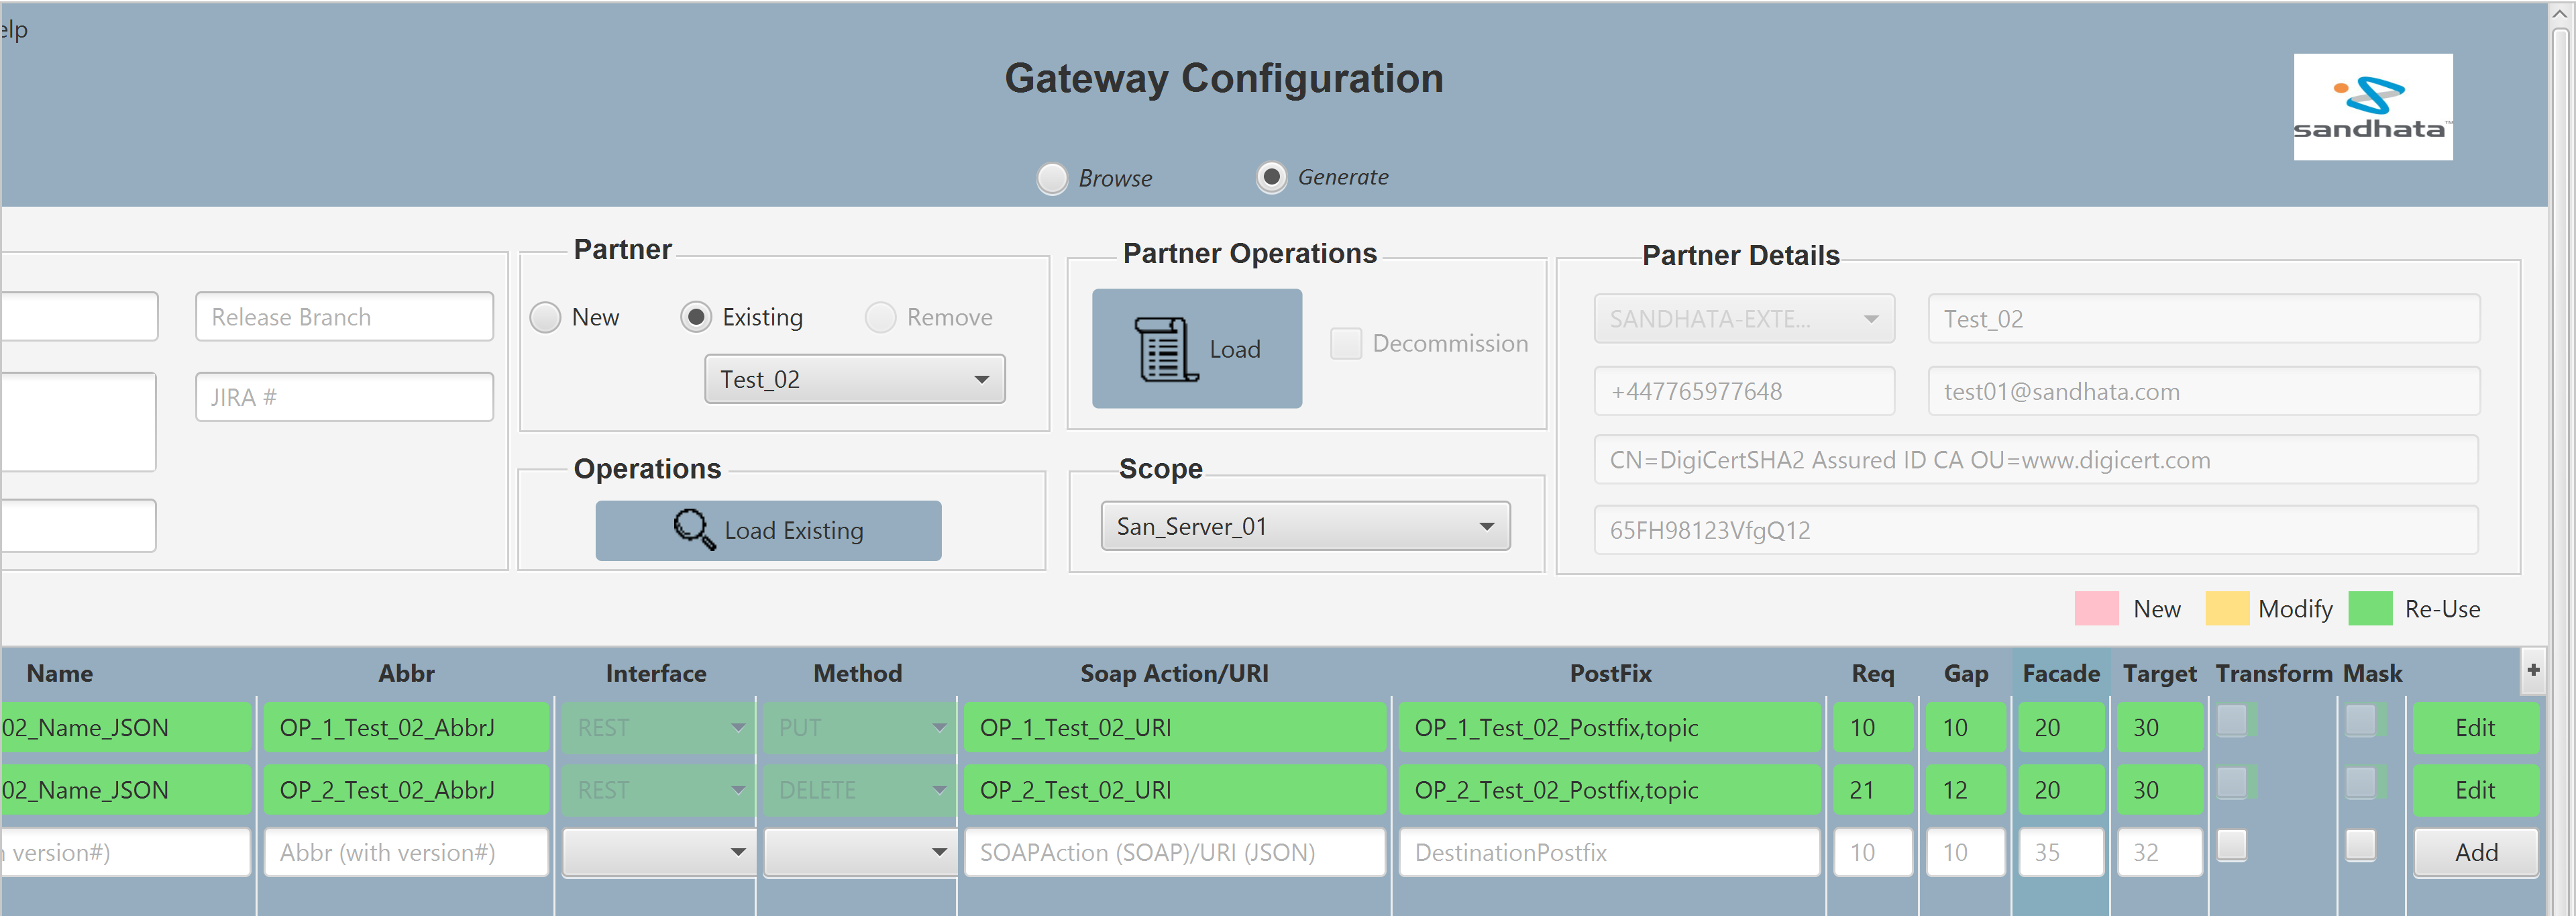 elp
Gateway Configuration
sandhata™
Browse Generate
Partner
New Existing Remove
Test_02
Partner Operations
Load Decommission
Partner Details
SANDHATA-EXTE... Test_02
+447765977648 test01@sandhata.com
CN=DigiCertSHA2 Assured ID CA OU=www.digicert.com
65FH98123VfgQ12
Release Branch
JIRA #
Operations
Load Existing
Scope
San_Server_01
New Modify Re-Use
Name Abbr Interface Method Soap Action/URI PostFix Req Gap Facade Target Transform Mask +
02_Name_JSON OP_1_Test_02_AbbrJ REST PUT OP_1_Test_02_URI OP_1_Test_02_Postfix,topic 10 10 20 30 Edit
02_Name_JSON OP_2_Test_02_AbbrJ REST DELETE OP_2_Test_02_URI OP_2_Test_02_Postfix,topic 21 12 20 30 Edit
version#) Abbr (with version#) SOAPAction (SOAP)/URI (JSON) DestinationPostfix 10 10 35 32 Add